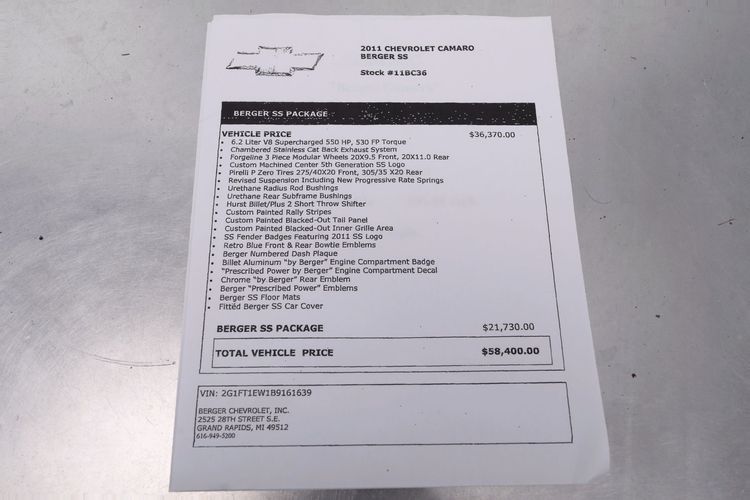 2011 CHEVROLET CAMARO
BERGER SS
Stock #11BC36
BERGER SS PACKAGE
VEHICLE PRICE $36,370.00
• 6.2 Liter V8 Supercharged 550 HP, 530 FP Torque
• Chambered Stainless Cat Back Exhaust System
• Forgeline 3 Piece Modular Wheels 20X9.5 Front, 20X11.0 Rear
• Custom Machined Center 5th Generation SS Logo
• Pirelli P Zero Tires 275/40X20 Front, 305/35 X20 Rear
• Revised Suspension Including New Progressive Rate Springs
• Urethane Radius Rod Bushings
• Urethane Rear Subframe Bushings
• Hurst Billet/Plus 2 Short Throw Shifter
• Custom Painted Rally Stripes
• Custom Painted Blacked-Out Tail Panel
• Custom Painted Blacked-Out Inner Grille Area
• SS Fender Badges Featuring 2011 SS Logo
• Retro Blue Front & Rear Bowtie Emblems
• Berger Numbered Dash Plaque
• Billet Aluminum "by Berger" Engine Compartment Badge
• "Prescribed Power by Berger" Engine Compartment Decal
• Chrome "by Berger" Rear Emblem
• Berger "Prescribed Power" Emblems
• Berger SS Floor Mats
• Fitted Berger SS Car Cover
BERGER SS PACKAGE $21,730.00
TOTAL VEHICLE PRICE $58,400.00
VIN: 2G1FT1EW1B9161639
BERGER CHEVROLET, INC.
2525 28TH STREET S.E.
GRAND RAPIDS, MI 49512
616-949-5200